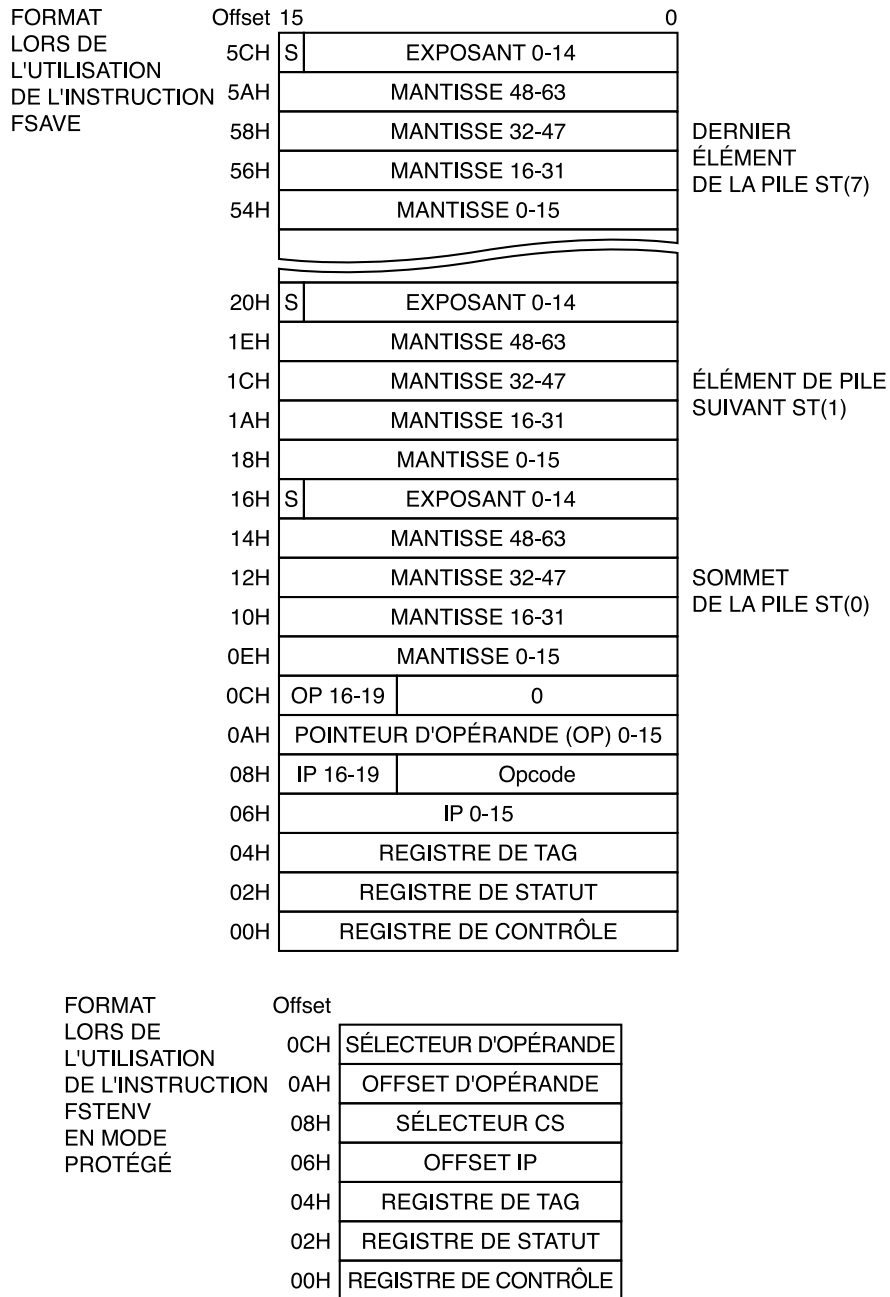 FORMAT
LORS DE
L'UTILISATION
DE L'INSTRUCTION
FSAVE
Offset 15 0
5CH S EXPOSANT 0-14
5AH MANTISSE 48-63
58H MANTISSE 32-47
56H MANTISSE 16-31
54H MANTISSE 0-15
DERNIER
ÉLÉMENT
DE LA PILE ST(7)
20H S EXPOSANT 0-14
1EH MANTISSE 48-63
1CH MANTISSE 32-47
1AH MANTISSE 16-31
18H MANTISSE 0-15
ÉLÉMENT DE PILE
SUIVANT ST(1)
16H S EXPOSANT 0-14
14H MANTISSE 48-63
12H MANTISSE 32-47
10H MANTISSE 16-31
0EH MANTISSE 0-15
SOMMET
DE LA PILE ST(0)
0CH OP 16-19 0
0AH POINTEUR D'OPÉRANDE (OP) 0-15
08H IP 16-19 Opcode
06H IP 0-15
04H REGISTRE DE TAG
02H REGISTRE DE STATUT
00H REGISTRE DE CONTRÔLE
FORMAT
LORS DE
L'UTILISATION
DE L'INSTRUCTION
FSTENV
EN MODE
PROTÉGÉ
Offset
0CH SÉLECTEUR D'OPÉRANDE
0AH OFFSET D'OPÉRANDE
08H SÉLECTEUR CS
06H OFFSET IP
04H REGISTRE DE TAG
02H REGISTRE DE STATUT
00H REGISTRE DE CONTRÔLE